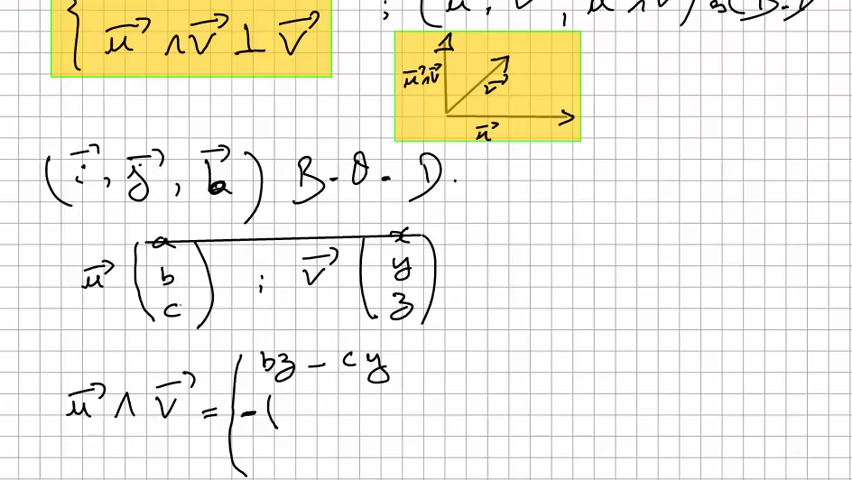 ; (u⃗, v⃗, u⃗∧v⃗) B.D
u⃗ ∧ v⃗ ⊥ v⃗
u⃗∧v⃗
v⃗
u⃗
(i⃗, j⃗, k⃗) B-O-D.
u⃗ (a b c) ; v⃗ (x y z)
u⃗ ∧ v⃗ = ( bz - cy
-(